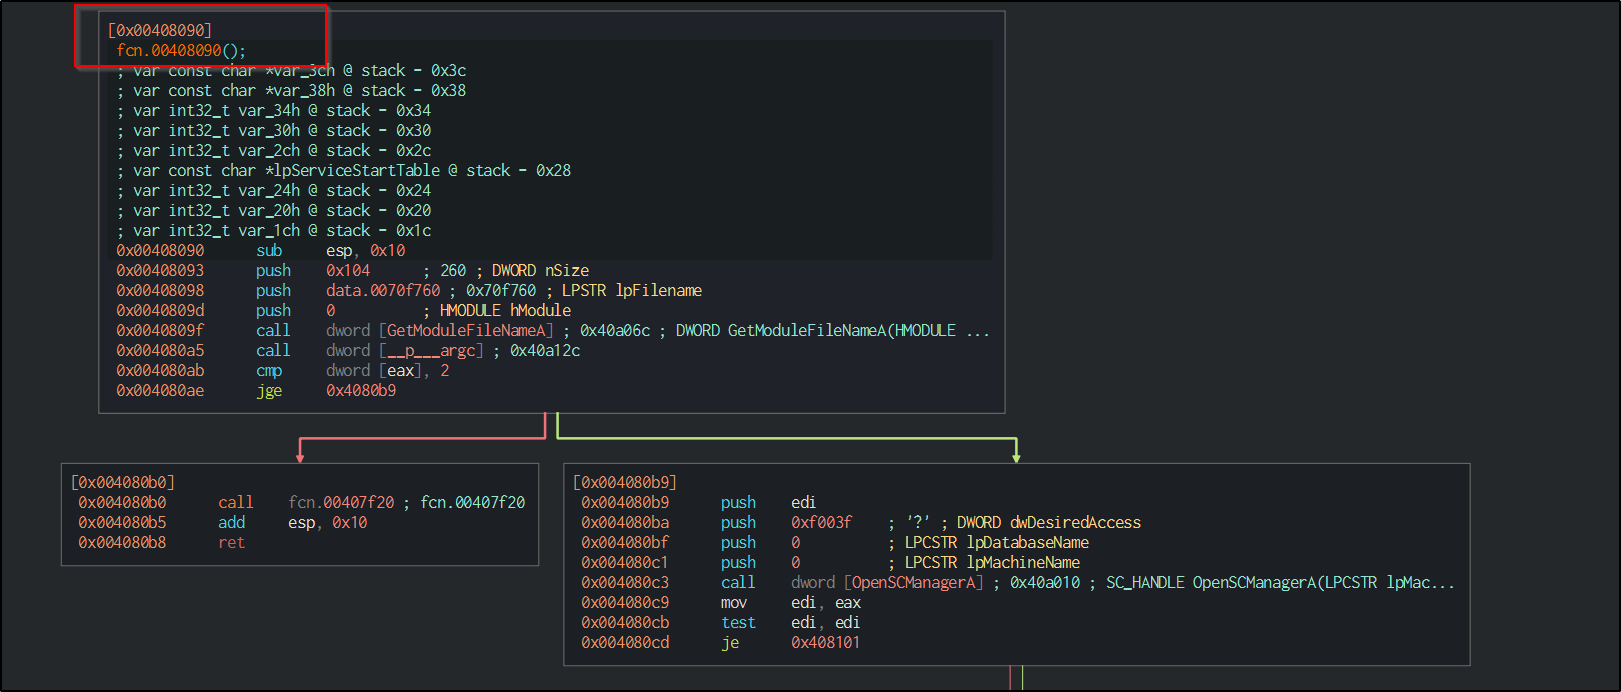 [0x00408090]
fcn.00408090();
; var const char *var_3ch @ stack - 0x3c
; var const char *var_38h @ stack - 0x38
; var int32_t var_34h @ stack - 0x34
; var int32_t var_30h @ stack - 0x30
; var int32_t var_2ch @ stack - 0x2c
; var const char *lpServiceStartTable @ stack - 0x28
; var int32_t var_24h @ stack - 0x24
; var int32_t var_20h @ stack - 0x20
; var int32_t var_1ch @ stack - 0x1c
0x00408090 sub esp, 0x10
0x00408093 push 0x104 ; 260 ; DWORD nSize
0x00408098 push data.0070f760 ; 0x70f760 ; LPSTR lpFilename
0x0040809d push 0 ; HMODULE hModule
0x0040809f call dword [GetModuleFileNameA] ; 0x40a06c ; DWORD GetModuleFileNameA(HMODULE ...
0x004080a5 call dword [__p___argc] ; 0x40a12c
0x004080ab cmp dword [eax], 2
0x004080ae jge 0x4080b9
[0x004080b0]
0x004080b0 call fcn.00407f20 ; fcn.00407f20
0x004080b5 add esp, 0x10
0x004080b8 ret
[0x004080b9]
0x004080b9 push edi
0x004080ba push 0xf003f ; '?' ; DWORD dwDesiredAccess
0x004080bf push 0 ; LPCSTR lpDatabaseName
0x004080c1 push 0 ; LPCSTR lpMachineName
0x004080c3 call dword [OpenSCManagerA] ; 0x40a010 ; SC_HANDLE OpenSCManagerA(LPCSTR lpMac...
0x004080c9 mov edi, eax
0x004080cb test edi, edi
0x004080cd je 0x408101